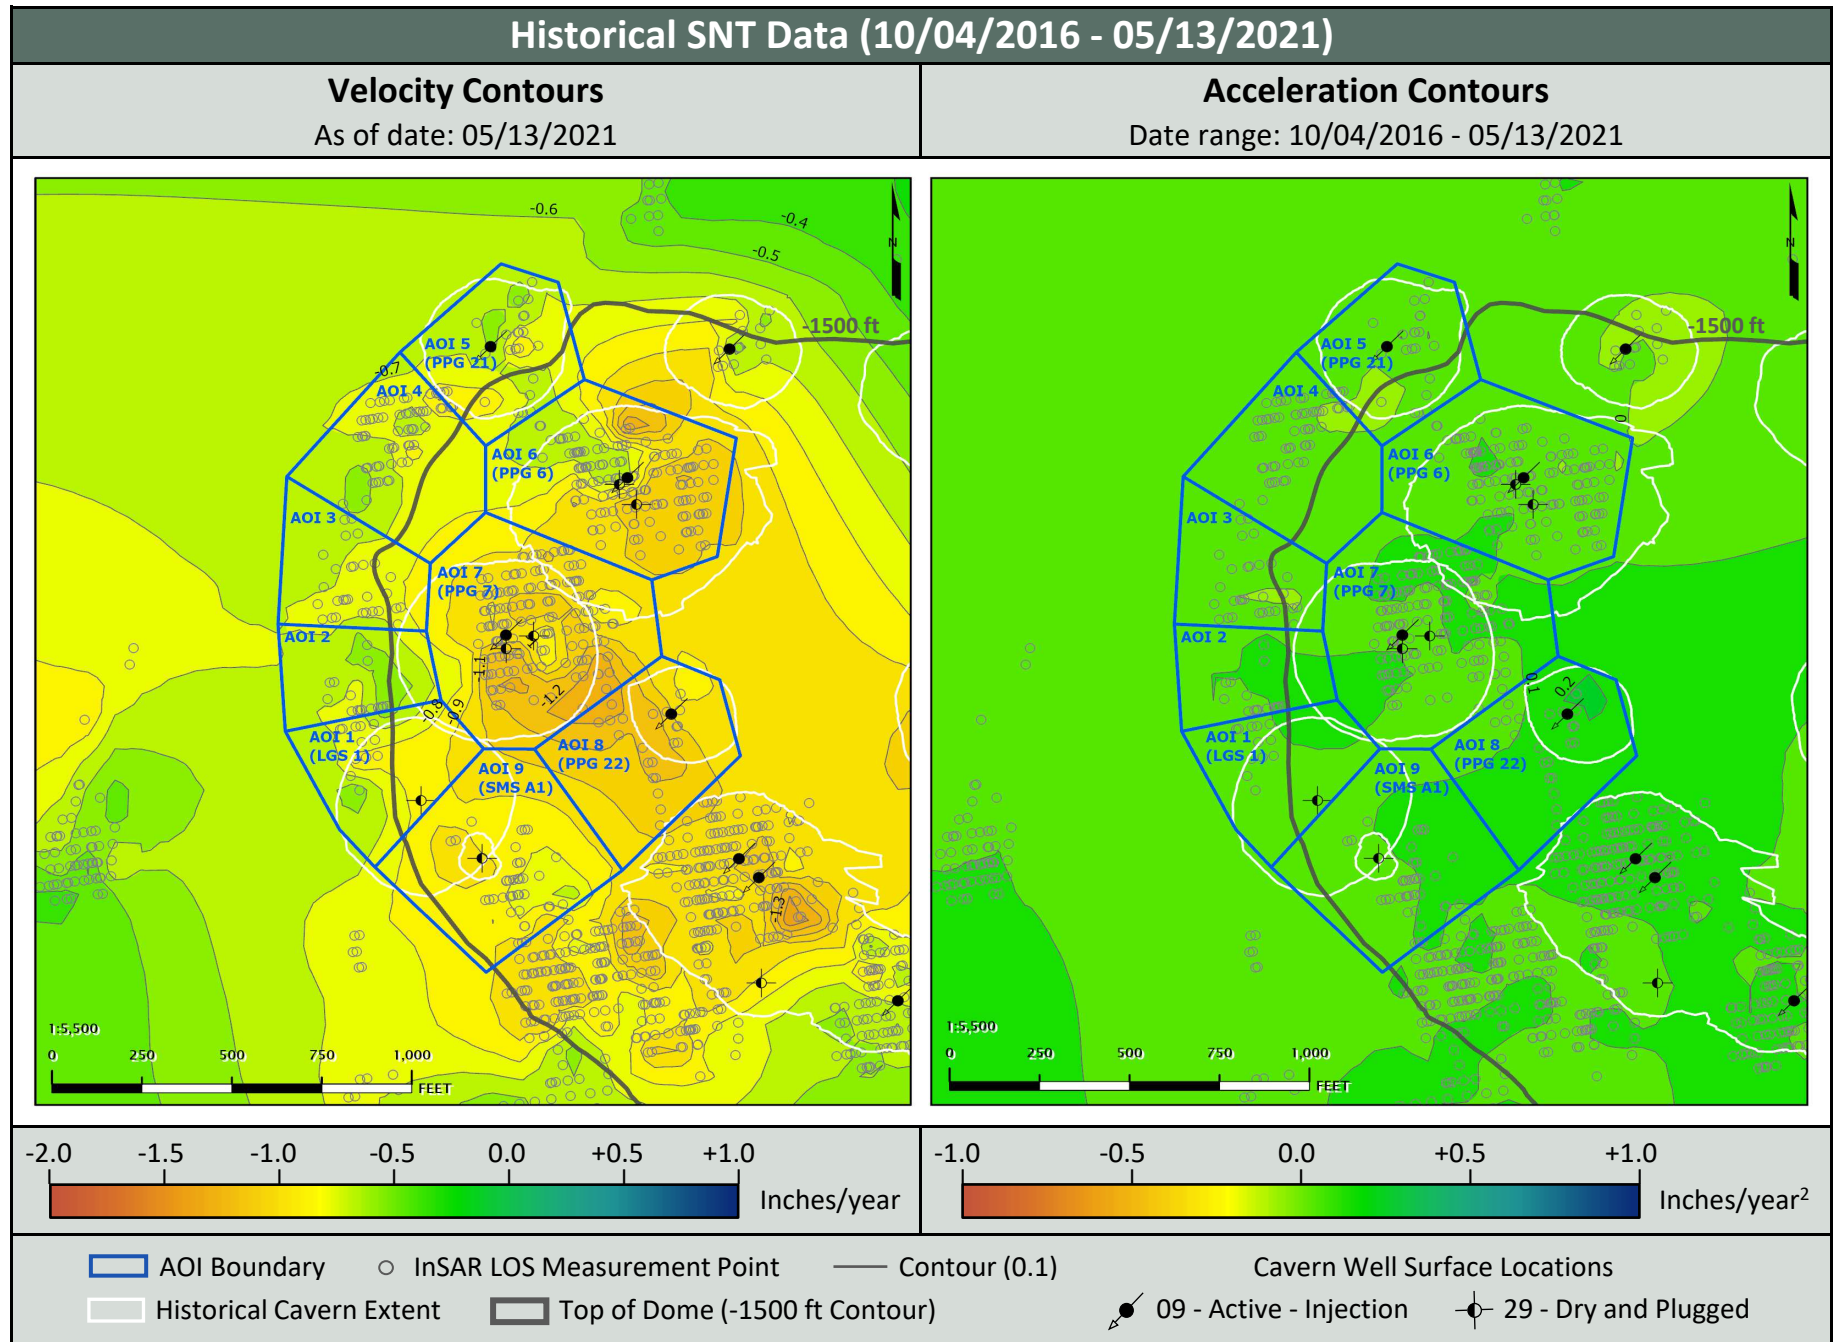 Historical SNT Data (10/04/2016 - 05/13/2021)
Velocity Contours
As of date: 05/13/2021
Acceleration Contours
Date range: 10/04/2016 - 05/13/2021
-0.6
-0.4
-0.5
N
-1500 ft
AOI 5
(PPG 21)
-0.7
AOI 4
AOI 6
(PPG 6)
AOI 3
AOI 7
(PPG 7)
AOI 2
-1.1
-1.2
-0.8
-0.9
AOI 1
(LGS 1)
AOI 8
(PPG 22)
AOI 9
(SMS A1)
-1.3
1:5,500
0 250 500 750 1,000
FEET
N
-1500 ft
AOI 5
(PPG 21)
AOI 4
0
AOI 6
(PPG 6)
AOI 3
AOI 7
(PPG 7)
AOI 2
0.1
0.2
AOI 1
(LGS 1)
AOI 8
(PPG 22)
AOI 9
(SMS A1)
1:5,500
0 250 500 750 1,000
FEET
-2.0 -1.5 -1.0 -0.5 0.0 +0.5 +1.0
Inches/year
-1.0 -0.5 0.0 +0.5 +1.0
Inches/year²
AOI Boundary
InSAR LOS Measurement Point
Contour (0.1)
Cavern Well Surface Locations
Historical Cavern Extent
Top of Dome (-1500 ft Contour)
09 - Active - Injection
29 - Dry and Plugged